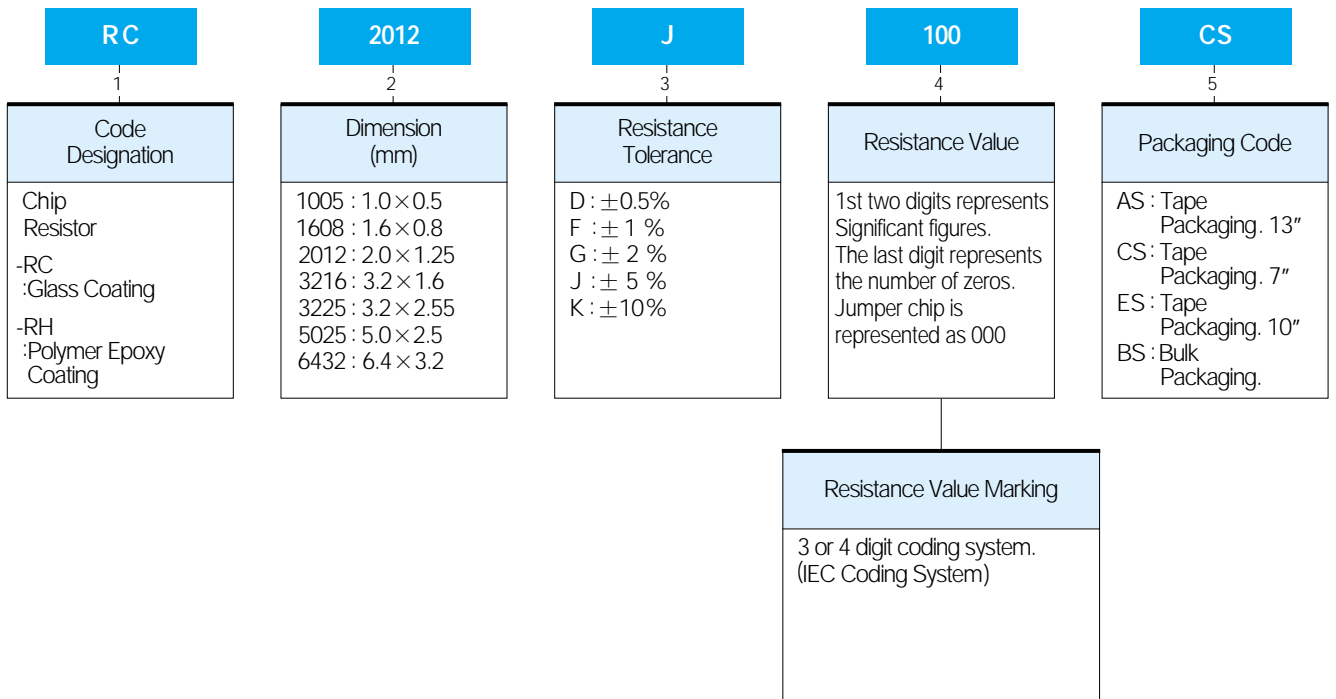 RC
2012
J
100
CS
1
2
3
4
5
Code
Designation
Chip
Resistor
-RC
:Glass Coating
-RH
:Polymer Epoxy
Coating
Dimension
(mm)
1005 : 1.0×0.5
1608 : 1.6×0.8
2012 : 2.0×1.25
3216 : 3.2×1.6
3225 : 3.2×2.55
5025 : 5.0×2.5
6432 : 6.4×3.2
Resistance
Tolerance
D : ±0.5%
F : ± 1 %
G : ± 2 %
J : ± 5 %
K : ±10%
Resistance Value
1st two digits represents
Significant figures.
The last digit represents
the number of zeros.
Jumper chip is
represented as 000
Packaging Code
AS : Tape
Packaging. 13″
CS : Tape
Packaging. 7″
ES : Tape
Packaging. 10″
BS : Bulk
Packaging.
Resistance Value Marking
3 or 4 digit coding system.
(IEC Coding System)